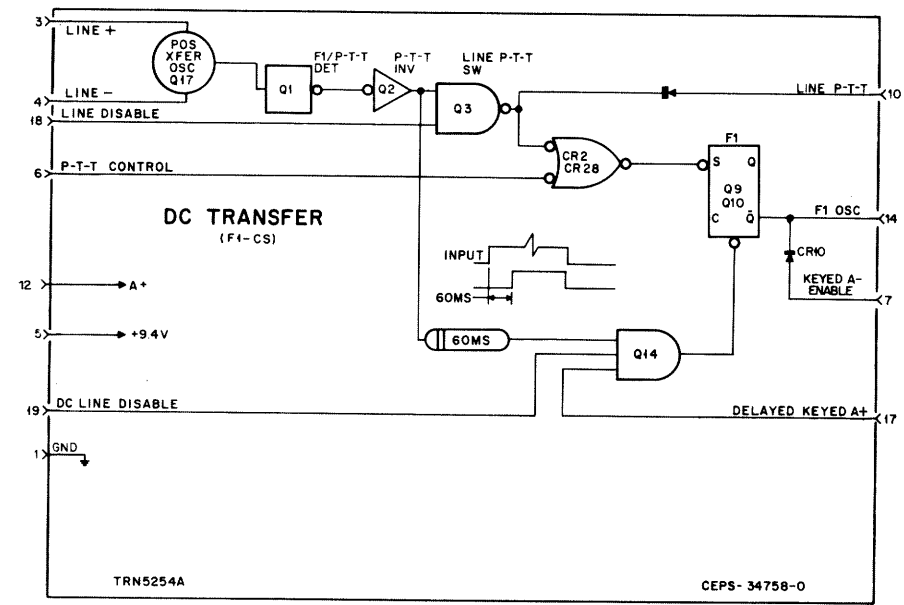 3 LINE +
POS
XFER
OSC
Q17
4 LINE -
18 LINE DISABLE
Q1
F1/P-T-T
DET
P-T-T
INV
Q2
LINE P-T-T
SW
Q3
LINE P-T-T 10
6 P-T-T CONTROL
CR2
CR28
F1
S Q
Q9
Q10
C Q̄
F1 OSC 14
CR10
KEYED A-
ENABLE
7
DC TRANSFER
(F1-CS)
INPUT
60MS
12 A+
5 +9.4V
60MS
Q14
19 DC LINE DISABLE
DELAYED KEYED A+ 17
1 GND
TRN5254A
CEPS-34758-O